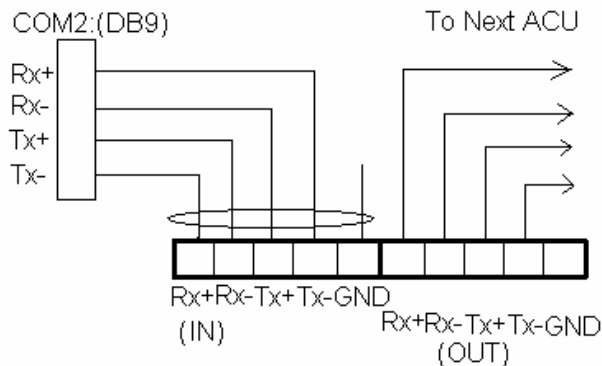 COM2:(DB9)
To Next ACU
Rx+
Rx-
Tx+
Tx-
Rx+Rx-Tx+Tx-GND
(IN)
Rx+Rx-Tx+Tx-GND
(OUT)